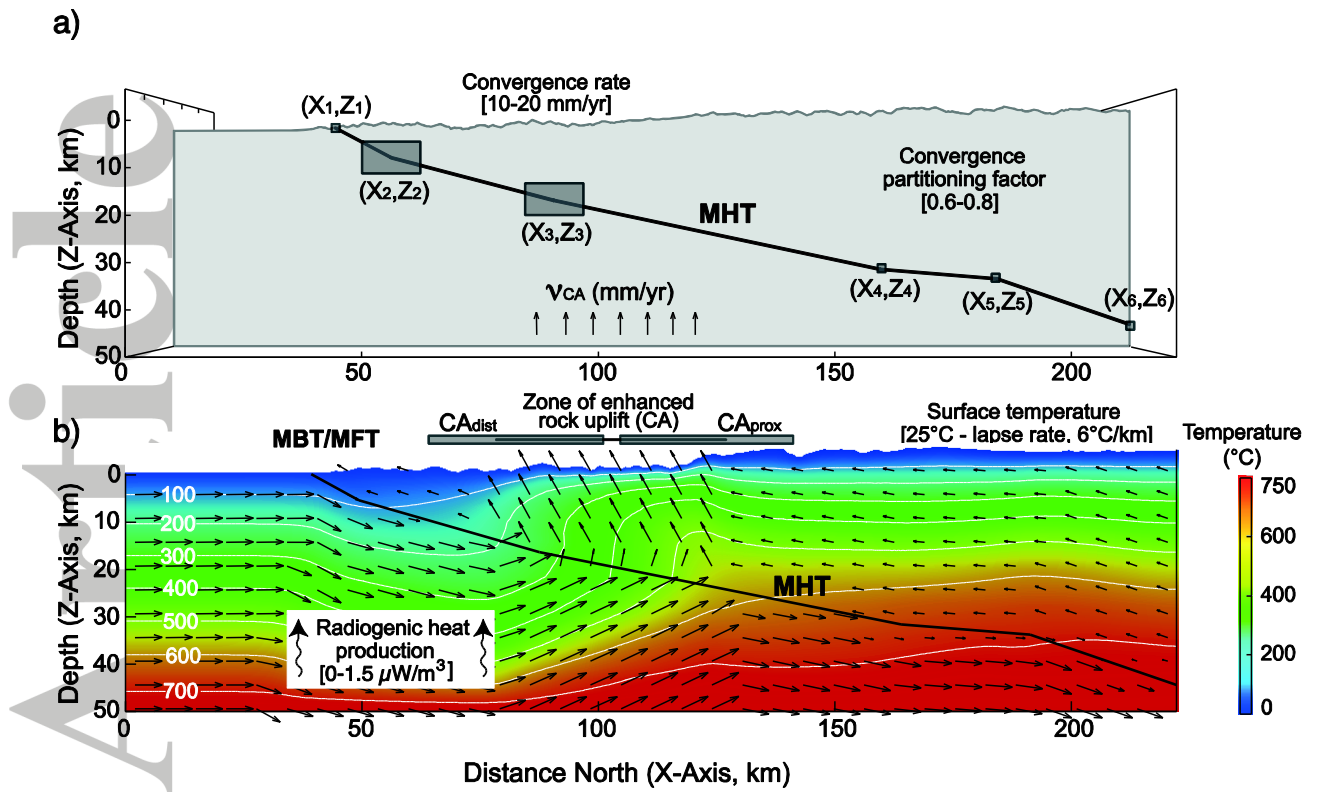 a)
Convergence rate
[10-20 mm/yr]
(X1,Z1)
0
Convergence
partitioning factor
[0.6-0.8]
10
(X2,Z2)
MHT
20
(X3,Z3)
30
(X4,Z4)
(X5,Z5)
(X6,Z6)
νCA (mm/yr)
40
50
Depth (Z-Axis, km)
0
50
100
150
200
b)
MBT/MFT
CAdist
Zone of enhanced
rock uplift (CA)
CAprox
Surface temperature
[25°C - lapse rate, 6°C/km]
Temperature
(°C)
0
100
10
200
300
20
400
MHT
30
500
Radiogenic heat
production
[0-1.5 µW/m³]
600
40
700
50
Depth (Z-Axis, km)
750
600
400
200
0
0
50
100
150
200
Distance North (X-Axis, km)
Article